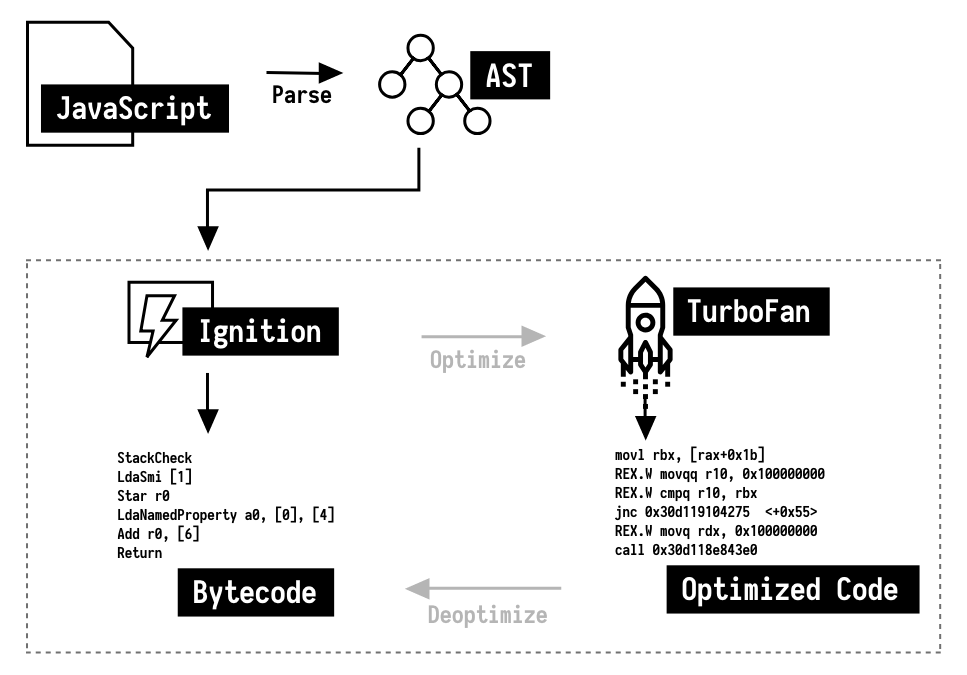 JavaScript
Parse
AST
Ignition
Optimize
TurboFan
StackCheck
LdaSmi [1]
Star r0
LdaNamedProperty a0, [0], [4]
Add r0, [6]
Return
Bytecode
movl rbx, [rax+0x1b]
REX.W movqq r10, 0x100000000
REX.W cmpq r10, rbx
jnc 0x30d119104275  <+0x55>
REX.W movq rdx, 0x100000000
call 0x30d118e843e0
Optimized Code
Deoptimize